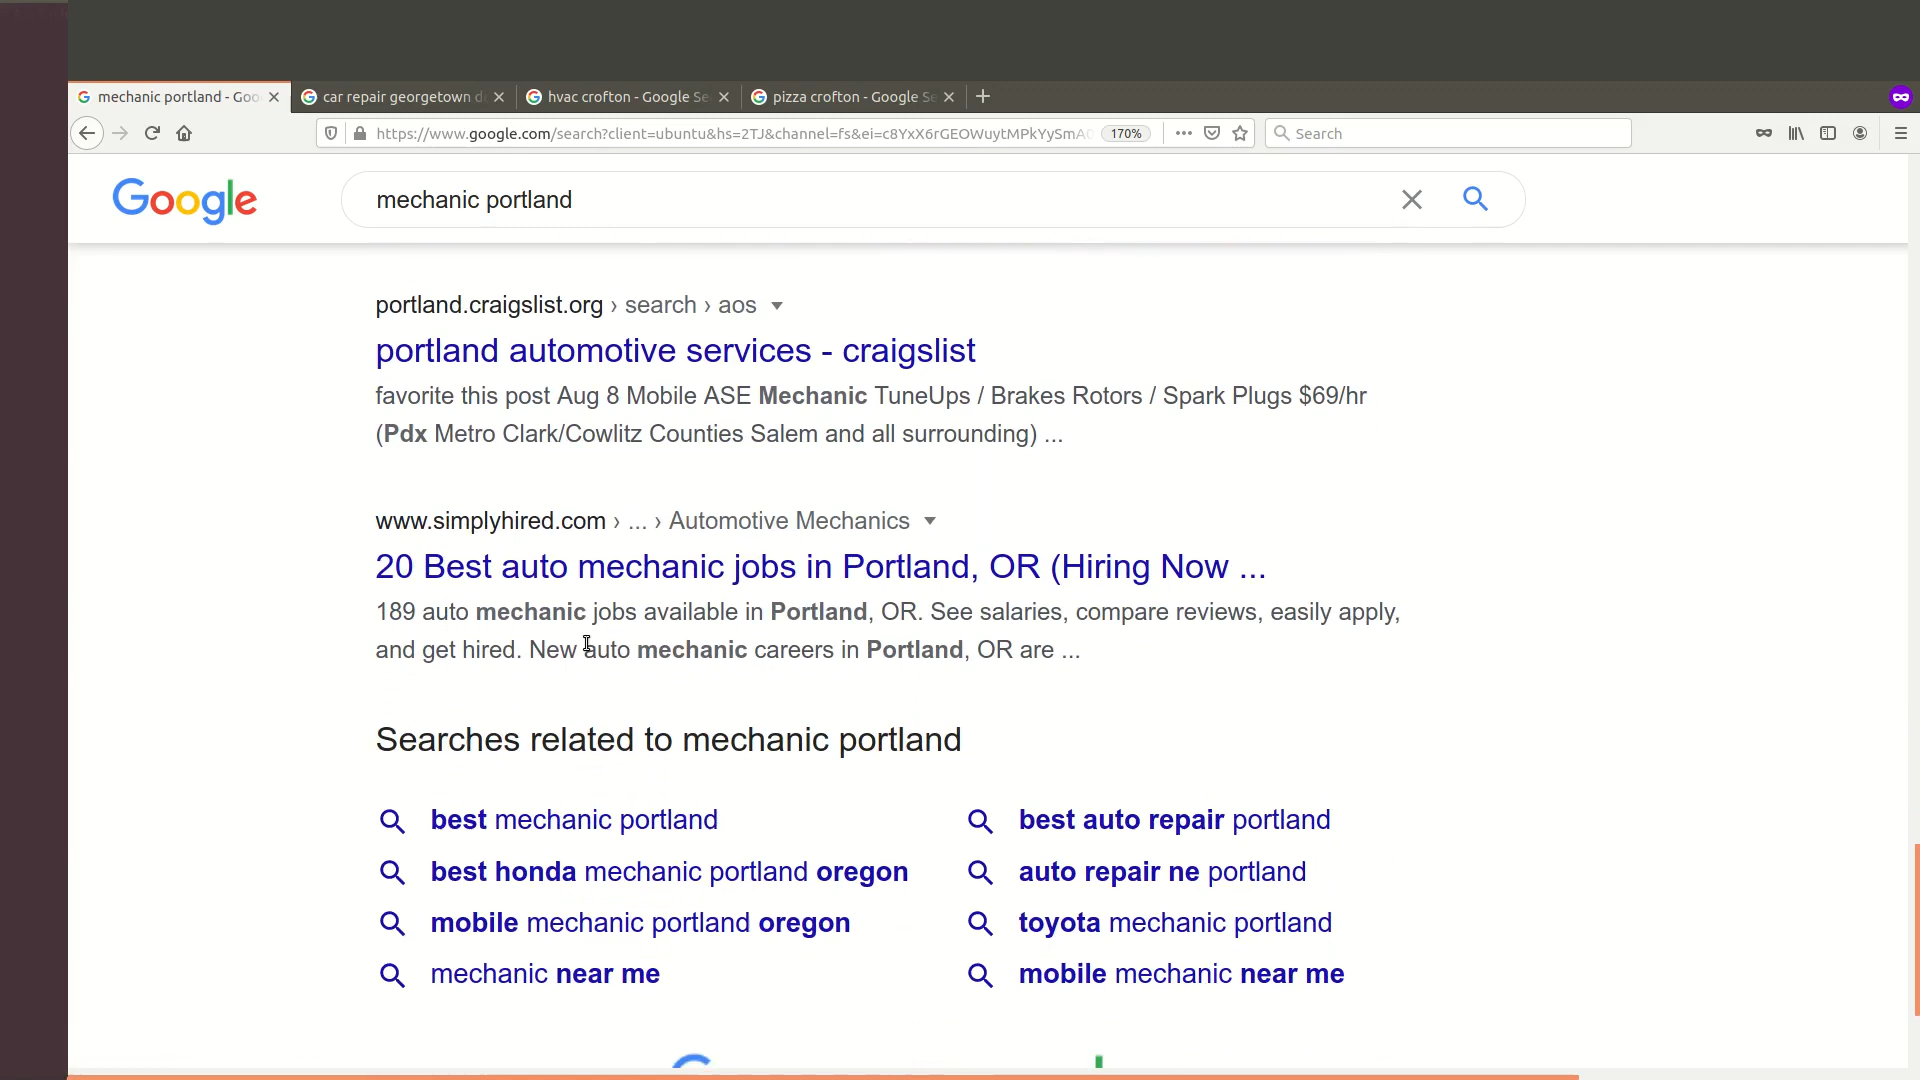 mechanic portland - Goo
car repair georgetown d
hvac crofton - Google Se
pizza crofton - Google Se
https://www.google.com/search?client=ubuntu&hs=2TJ&channel=fs&ei=c8YxX6rGEOWuytMPkYySmAC
170%
Search
Google
mechanic portland
portland.craigslist.org › search › aos
portland automotive services - craigslist
favorite this post Aug 8 Mobile ASE Mechanic TuneUps / Brakes Rotors / Spark Plugs $69/hr
(Pdx Metro Clark/Cowlitz Counties Salem and all surrounding) ...
www.simplyhired.com › ... › Automotive Mechanics
20 Best auto mechanic jobs in Portland, OR (Hiring Now ...
189 auto mechanic jobs available in Portland, OR. See salaries, compare reviews, easily apply,
and get hired. New auto mechanic careers in Portland, OR are ...
Searches related to mechanic portland
best mechanic portland
best auto repair portland
best honda mechanic portland oregon
auto repair ne portland
mobile mechanic portland oregon
toyota mechanic portland
mechanic near me
mobile mechanic near me